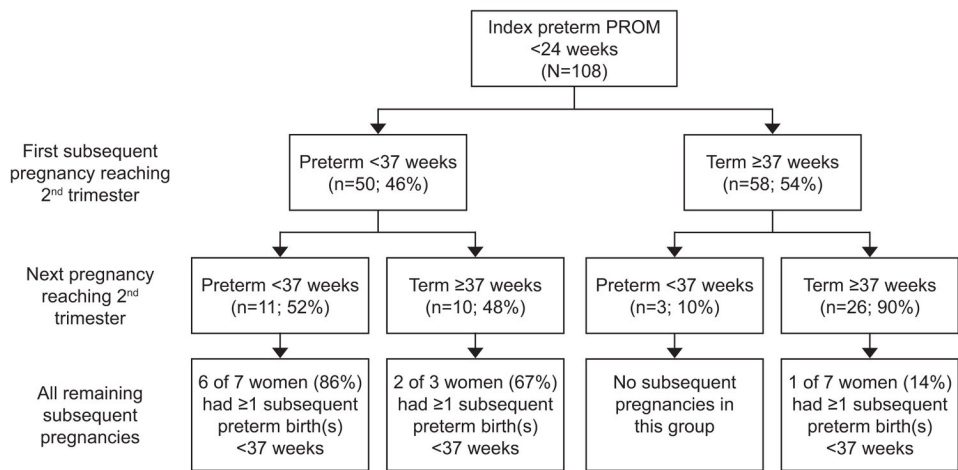 Index preterm PROM
<24 weeks
(N=108)
First subsequent
pregnancy reaching
2nd trimester
Preterm <37 weeks
(n=50; 46%)
Term ≥37 weeks
(n=58; 54%)
Next pregnancy
reaching 2nd
trimester
Preterm <37 weeks
(n=11; 52%)
Term ≥37 weeks
(n=10; 48%)
Preterm <37 weeks
(n=3; 10%)
Term ≥37 weeks
(n=26; 90%)
All remaining
subsequent
pregnancies
6 of 7 women (86%)
had ≥1 subsequent
preterm birth(s)
<37 weeks
2 of 3 women (67%)
had ≥1 subsequent
preterm birth(s)
<37 weeks
No subsequent
pregnancies in
this group
1 of 7 women (14%)
had ≥1 subsequent
preterm birth(s)
<37 weeks